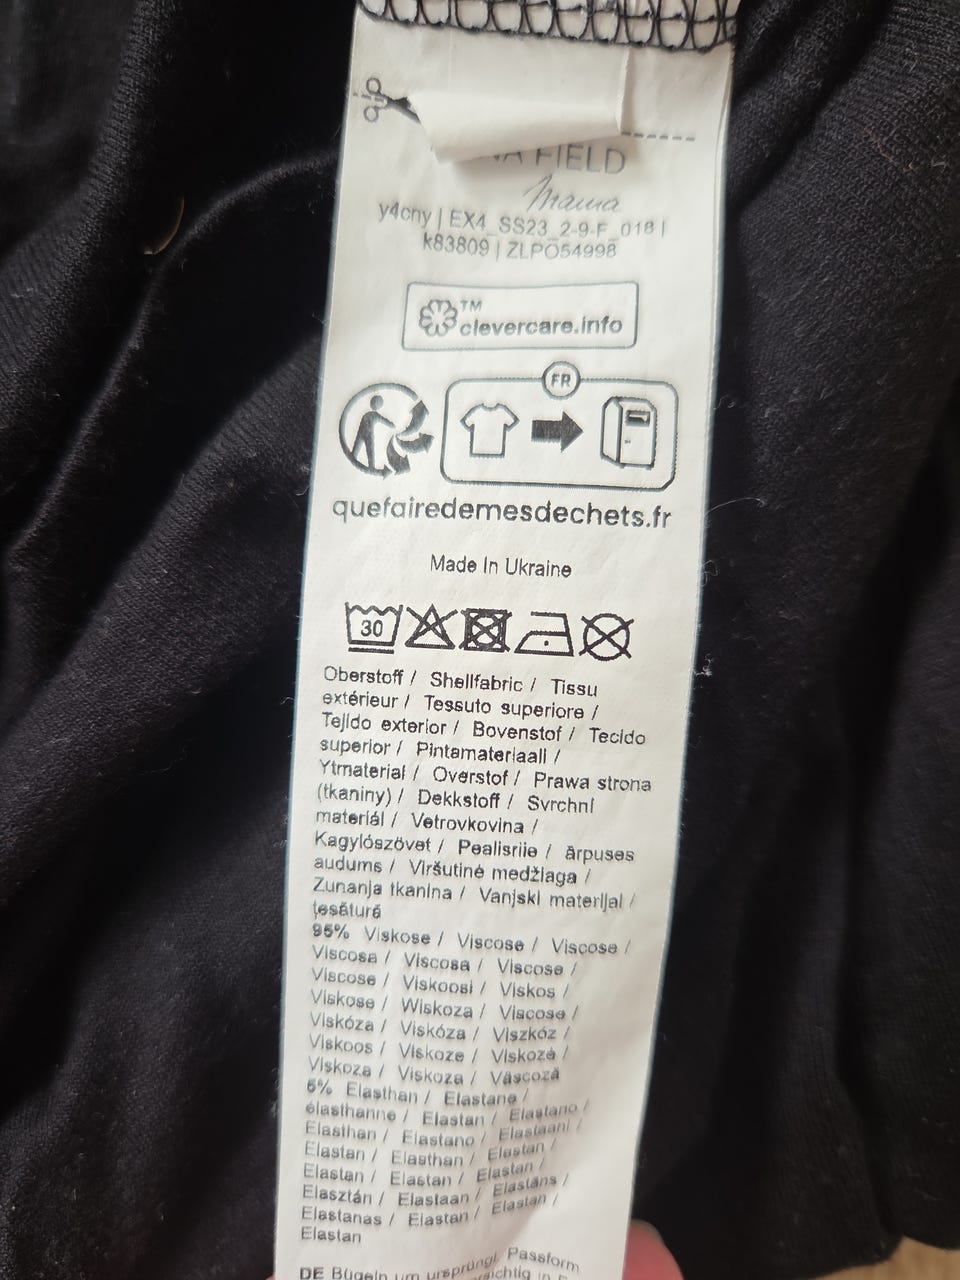 FIELD
Mama
y4cny | EX4_SS23_2-9-F_018 |
k83809 | ZLPO54998
TM
clevercare.info
FR
quefairedemesdechets.fr
Made In Ukraine
30
Oberstoff / Shellfabric / Tissu
extérieur / Tessuto superiore /
Tejido exterior / Bovenstof / Tecido
superior / Pintamateriaali /
Ytmaterial / Overstof / Prawa strona
(tkaniny) / Dekkstoff / Svrchní
materiál / Vetrovkovina /
Kagylószövet / Pealisriie / ārpuses
audums / Viršutinė medžiaga /
Zunanja tkanina / Vanjski materijal /
țesătură
95% Viskose / Viscose / Viscose /
Viscosa / Viscosa / Viscose /
Viscose / Viskoosi / Viskos /
Viskose / Wiskoza / Viscose /
Viskóza / Viskóza / Viszkóz /
Viskoos / Viskoze / Viskozė /
Viskoza / Viskoza / Vâscoză
5% Elasthan / Elastane /
élasthanne / Elastan / Elastano /
Elasthan / Elastano / Elastaani /
Elastan / Elasthan / Elastan /
Elastan / Elastan / Elastan /
Elasztán / Elastaan / Elastāns /
Elastanas / Elastan / Elastan /
Elastan
DE Bügeln um ursprüngl. Passform